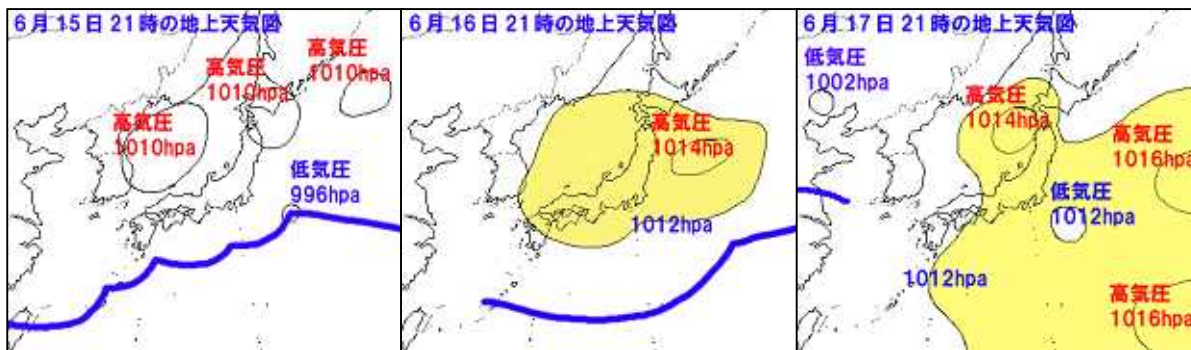 6月15日 21時の地上天気図
高気圧
1010hpa
高気圧
1010hpa
高気圧
1010hpa
低気圧
996hpa
6月16日 21時の地上天気図
高気圧
1014hpa
1012hpa
6月17日 21時の地上天気図
低気圧
1002hpa
高気圧
1014hpa
高気圧
1016hpa
低気圧
1012hpa
1012hpa
高気圧
1016hpa